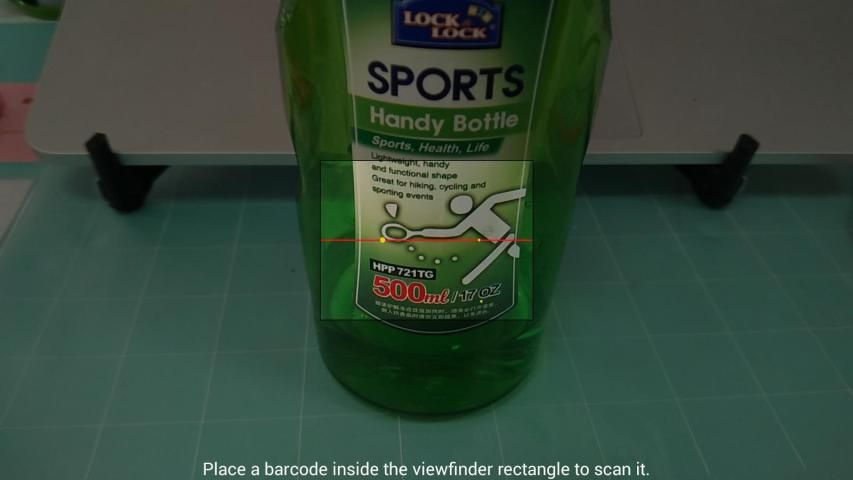 LOCK
LOCK
SPORTS
Handy Bottle
Sports, Health, Life
Lightweight, handy
and functional shape
Great for hiking, cycling and
sporting events
HPP 721TG
500ml / 17 OZ
Place a barcode inside the viewfinder rectangle to scan it.